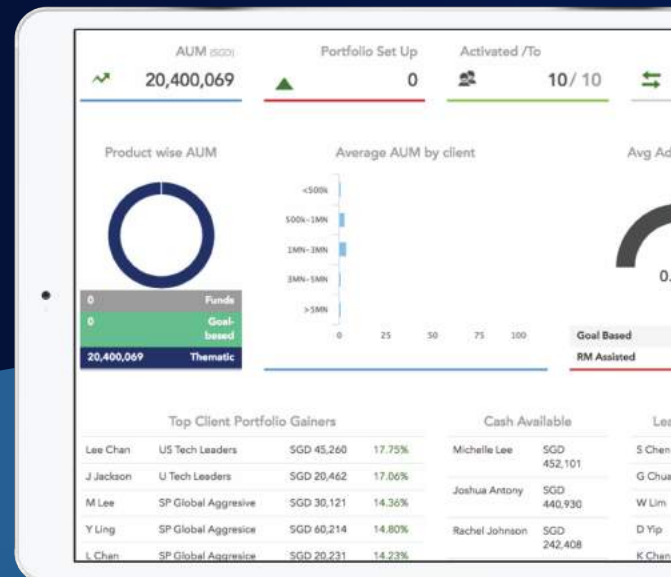 AUM (SGD)
20,400,069
Portfolio Set Up
0
Activated /To
10/ 10
Product wise AUM
0 Funds
0 Goal-
based
20,400,069 Thematic
Average AUM by client
<500k
500k-1MN
1MN-3MN
3MN-5MN
>5MN
0 25 50 75 100
Avg Ad
0.
Goal Based
RM Assisted
Top Client Portfolio Gainers
Lee Chan US Tech Leaders SGD 45,260 17.75%
J Jackson U Tech Leaders SGD 20,462 17.06%
M Lee SP Global Aggresive SGD 30,121 14.36%
Y Ling SP Global Aggresice SGD 60,214 14.80%
L Chan SP Global Aggresice SGD 20,231 14.23%
Cash Available
Michelle Lee SGD
452,101
Joshua Antony SGD
440,930
Rachel Johnson SGD
242,408
Lea
S Chen
G Chua
W Lim
D Yip
K Chen